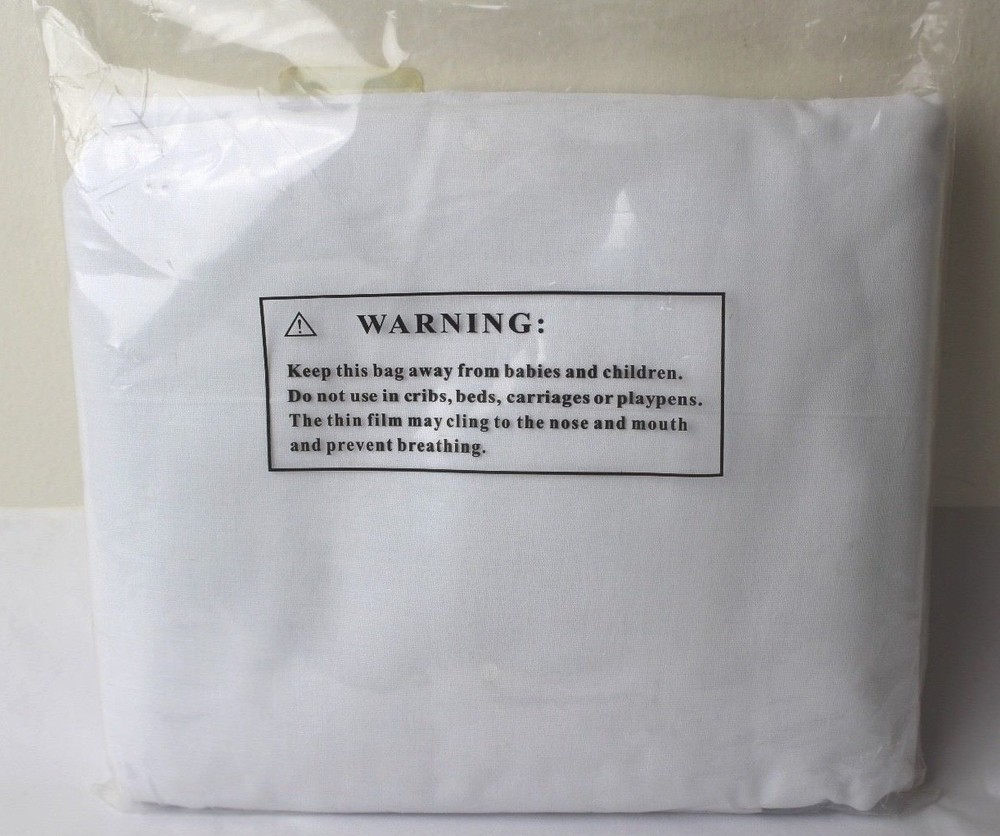 WARNING:
Keep this bag away from babies and children.
Do not use in cribs, beds, carriages or playpens.
The thin film may cling to the nose and mouth
and prevent breathing.